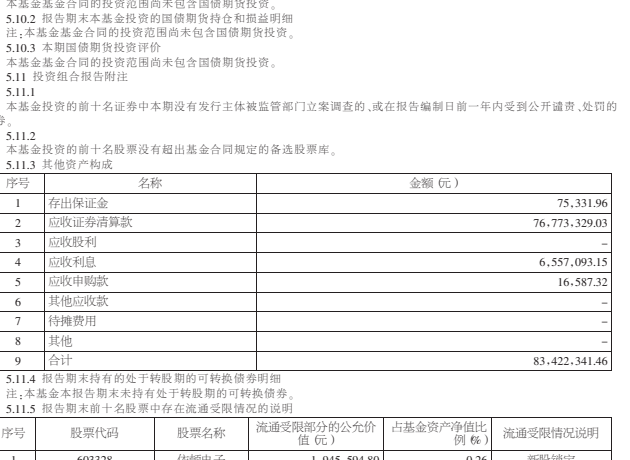 本基金基金合同的投资范围尚未包含国债期货投资。
5.10.2 报告期末本基金投资的国债期货持仓和损益明细
注:本基金基金合同的投资范围尚未包含国债期货投资。
5.10.3 本期国债期货投资评价
本基金基金合同的投资范围尚未包含国债期货投资。
5.11 投资组合报告附注
5.11.1
本基金投资的前十名证券中本期没有发行主体被监管部门立案调查的、或在报告编制日前一年内受到公开谴责、处罚的
券。
5.11.2
本基金投资的前十名股票没有超出基金合同规定的备选股票库。
5.11.3 其他资产构成
序号 名称 金额(元)
1 存出保证金 75,331.96
2 应收证券清算款 76,773,329.03
3 应收股利 –
4 应收利息 6,557,093.15
5 应收申购款 16,587.32
6 其他应收款 –
7 待摊费用 –
8 其他 –
9 合计 83,422,341.46
5.11.4 报告期末持有的处于转股期的可转换债券明细
注:本基金本报告期末未持有处于转股期的可转换债券。
5.11.5 报告期末前十名股票中存在流通受限情况的说明
序号 股票代码 股票名称 流通受限部分的公允价值(元) 占基金资产净值比例(%) 流通受限情况说明
1 603328 依顿电子 1,945,594.80 0.26 新股锁定